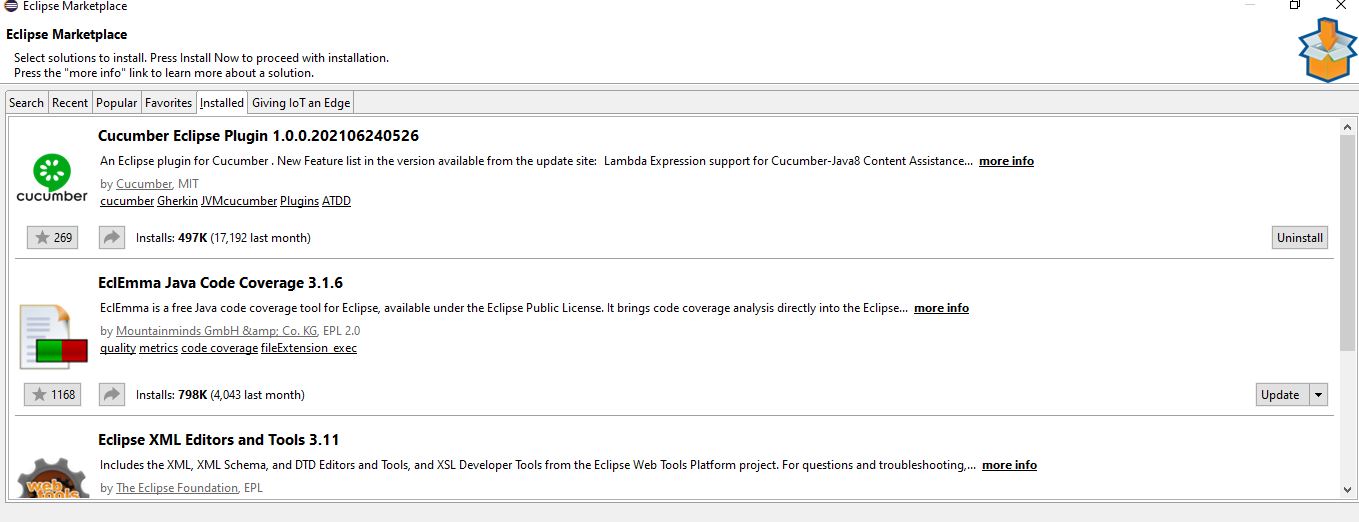 Eclipse Marketplace
Eclipse Marketplace
Select solutions to install. Press Install Now to proceed with installation.
Press the "more info" link to learn more about a solution.
Search Recent Popular Favorites Installed Giving IoT an Edge
Cucumber Eclipse Plugin 1.0.0.202106240526
An Eclipse plugin for Cucumber . New Feature list in the version available from the update site:  Lambda Expression support for Cucumber-Java8 Content Assistance... more info
by Cucumber, MIT
cucumber
cucumber Gherkin JVMcucumber Plugins ATDD
269 Installs: 497K (17,192 last month) Uninstall
EclEmma Java Code Coverage 3.1.6
EclEmma is a free Java code coverage tool for Eclipse, available under the Eclipse Public License. It brings code coverage analysis directly into the Eclipse... more info
by Mountainminds GmbH &amp; Co. KG, EPL 2.0
quality metrics code coverage fileExtension_exec
1168 Installs: 798K (4,043 last month) Update
Eclipse XML Editors and Tools 3.11
Includes the XML, XML Schema, and DTD Editors and Tools, and XSL Developer Tools from the Eclipse Web Tools Platform project. For questions and troubleshooting,... more info
by The Eclipse Foundation, EPL
web
tools